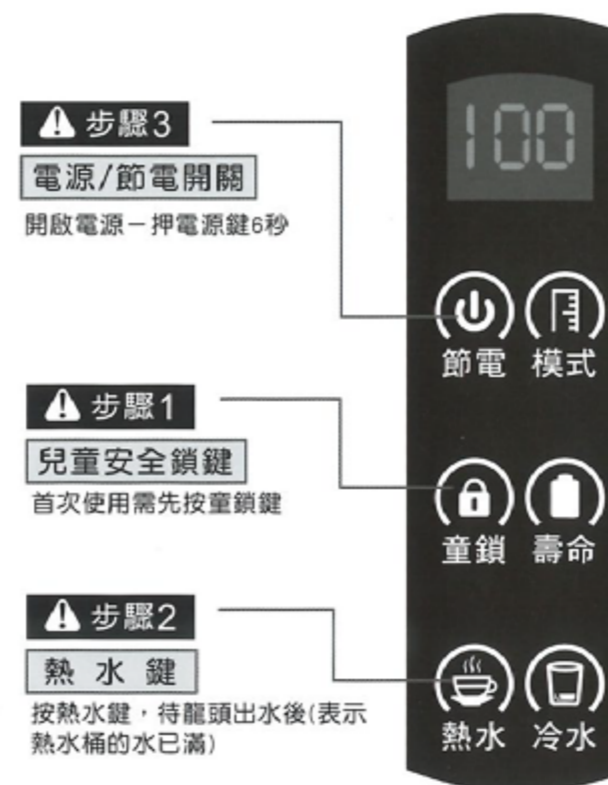 步驟3
電源/節電開關
開啟電源－押電源鍵6秒
步驟1
兒童安全鎖鍵
首次使用需先按童鎖鍵
步驟2
熱水鍵
按熱水鍵，待龍頭出水後(表示
熱水桶的水已滿)
100
節電 模式
童鎖 壽命
熱水 冷水